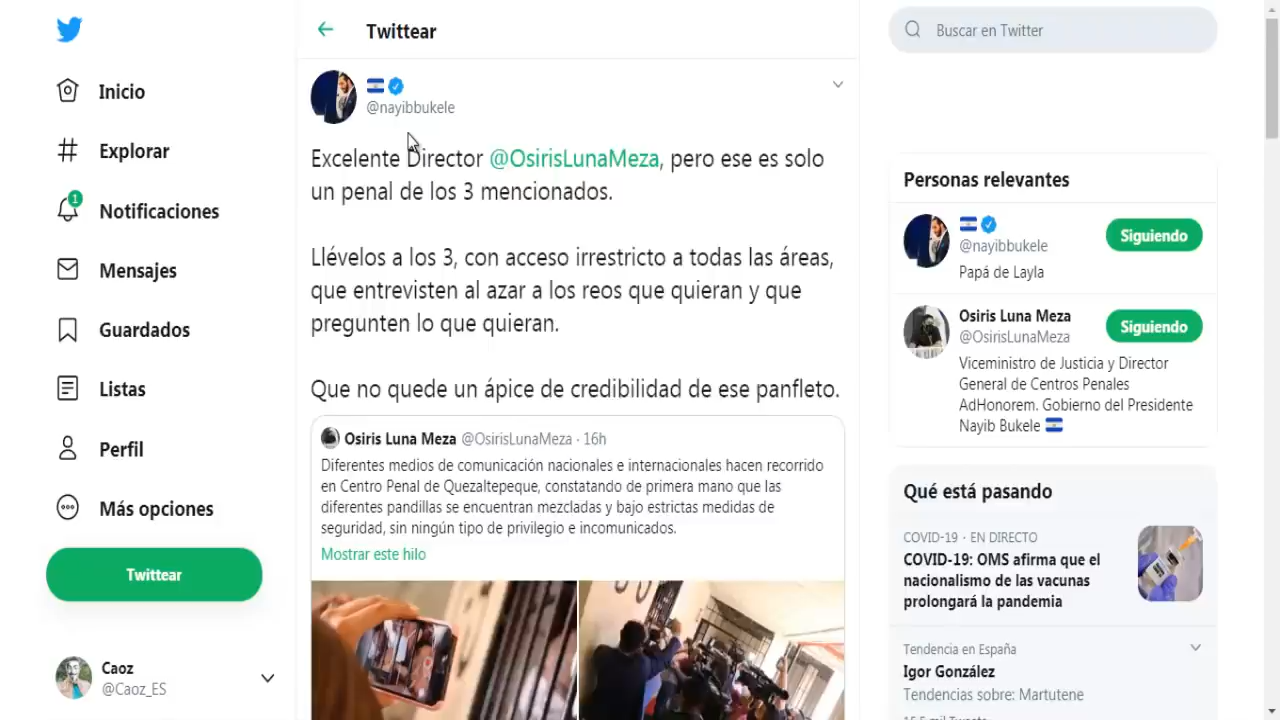 Inicio
Explorar
1
Notificaciones
Mensajes
Guardados
Listas
Perfil
Más opciones
Twittear
Caoz
@Caoz_ES
Twittear
@nayibbukele
Excelente Director @OsirisLunaMeza, pero ese es solo
un penal de los 3 mencionados.
Llévelos a los 3, con acceso irrestricto a todas las áreas,
que entrevisten al azar a los reos que quieran y que
pregunten lo que quieran.
Que no quede un ápice de credibilidad de ese panfleto.
Osiris Luna Meza @OsirisLunaMeza · 16h
Diferentes medios de comunicación nacionales e internacionales hacen recorrido
en Centro Penal de Quezaltepeque, constatando de primera mano que las
diferentes pandillas se encuentran mezcladas y bajo estrictas medidas de
seguridad, sin ningún tipo de privilegio e incomunicados.
Mostrar este hilo
Buscar en Twitter
Personas relevantes
@nayibbukele
Siguiendo
Papá de Layla
Osiris Luna Meza
@OsirisLunaMeza
Siguiendo
Viceministro de Justicia y Director
General de Centros Penales
AdHonorem. Gobierno del Presidente
Nayib Bukele
Qué está pasando
COVID-19 · EN DIRECTO
COVID-19: OMS afirma que el
nacionalismo de las vacunas
prolongará la pandemia
Tendencia en España
Igor González
Tendencias sobre: Martutene